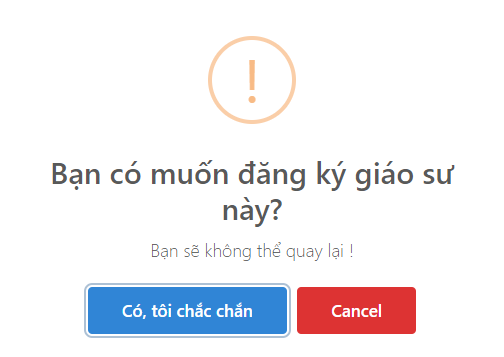 !
Bạn có muốn đăng ký giáo sư
này?
Bạn sẽ không thể quay lại !
Có, tôi chắc chắn
Cancel